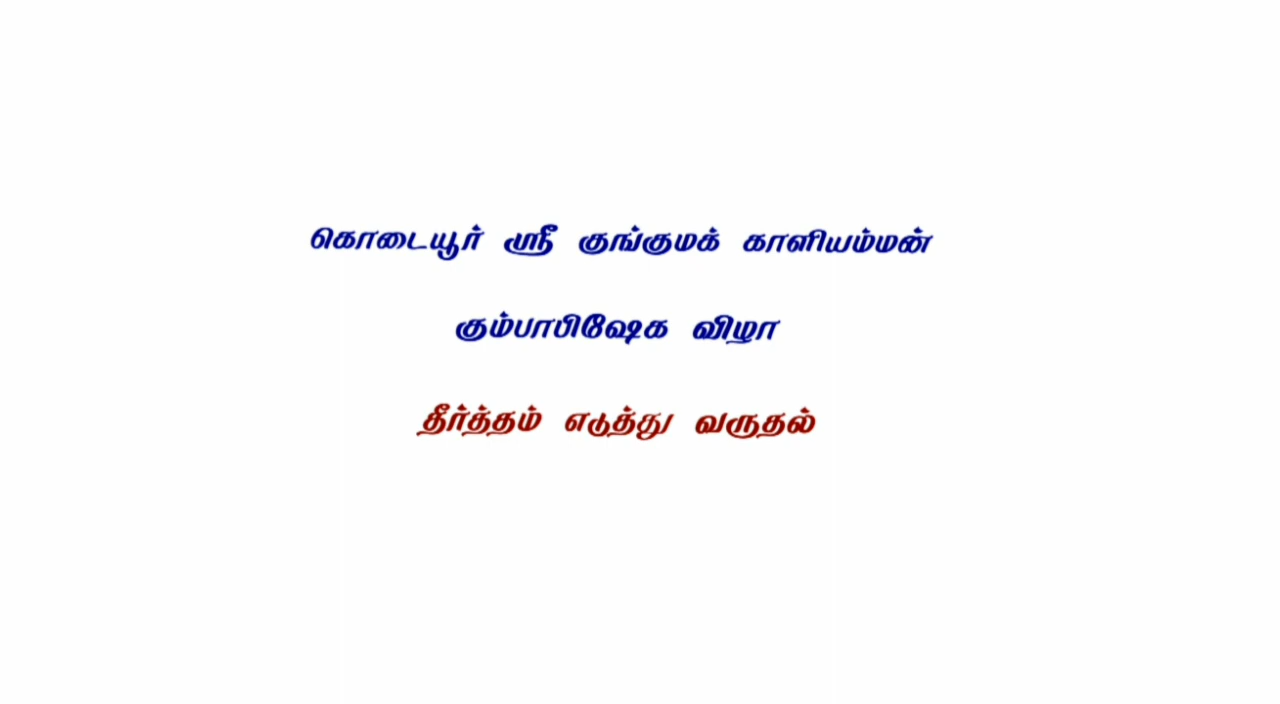 கொடையூர் ஸ்ரீ குங்குமக் காளியம்மன்
கும்பாபிஷேக விழா
தீர்த்தம் எடுத்து வருதல்